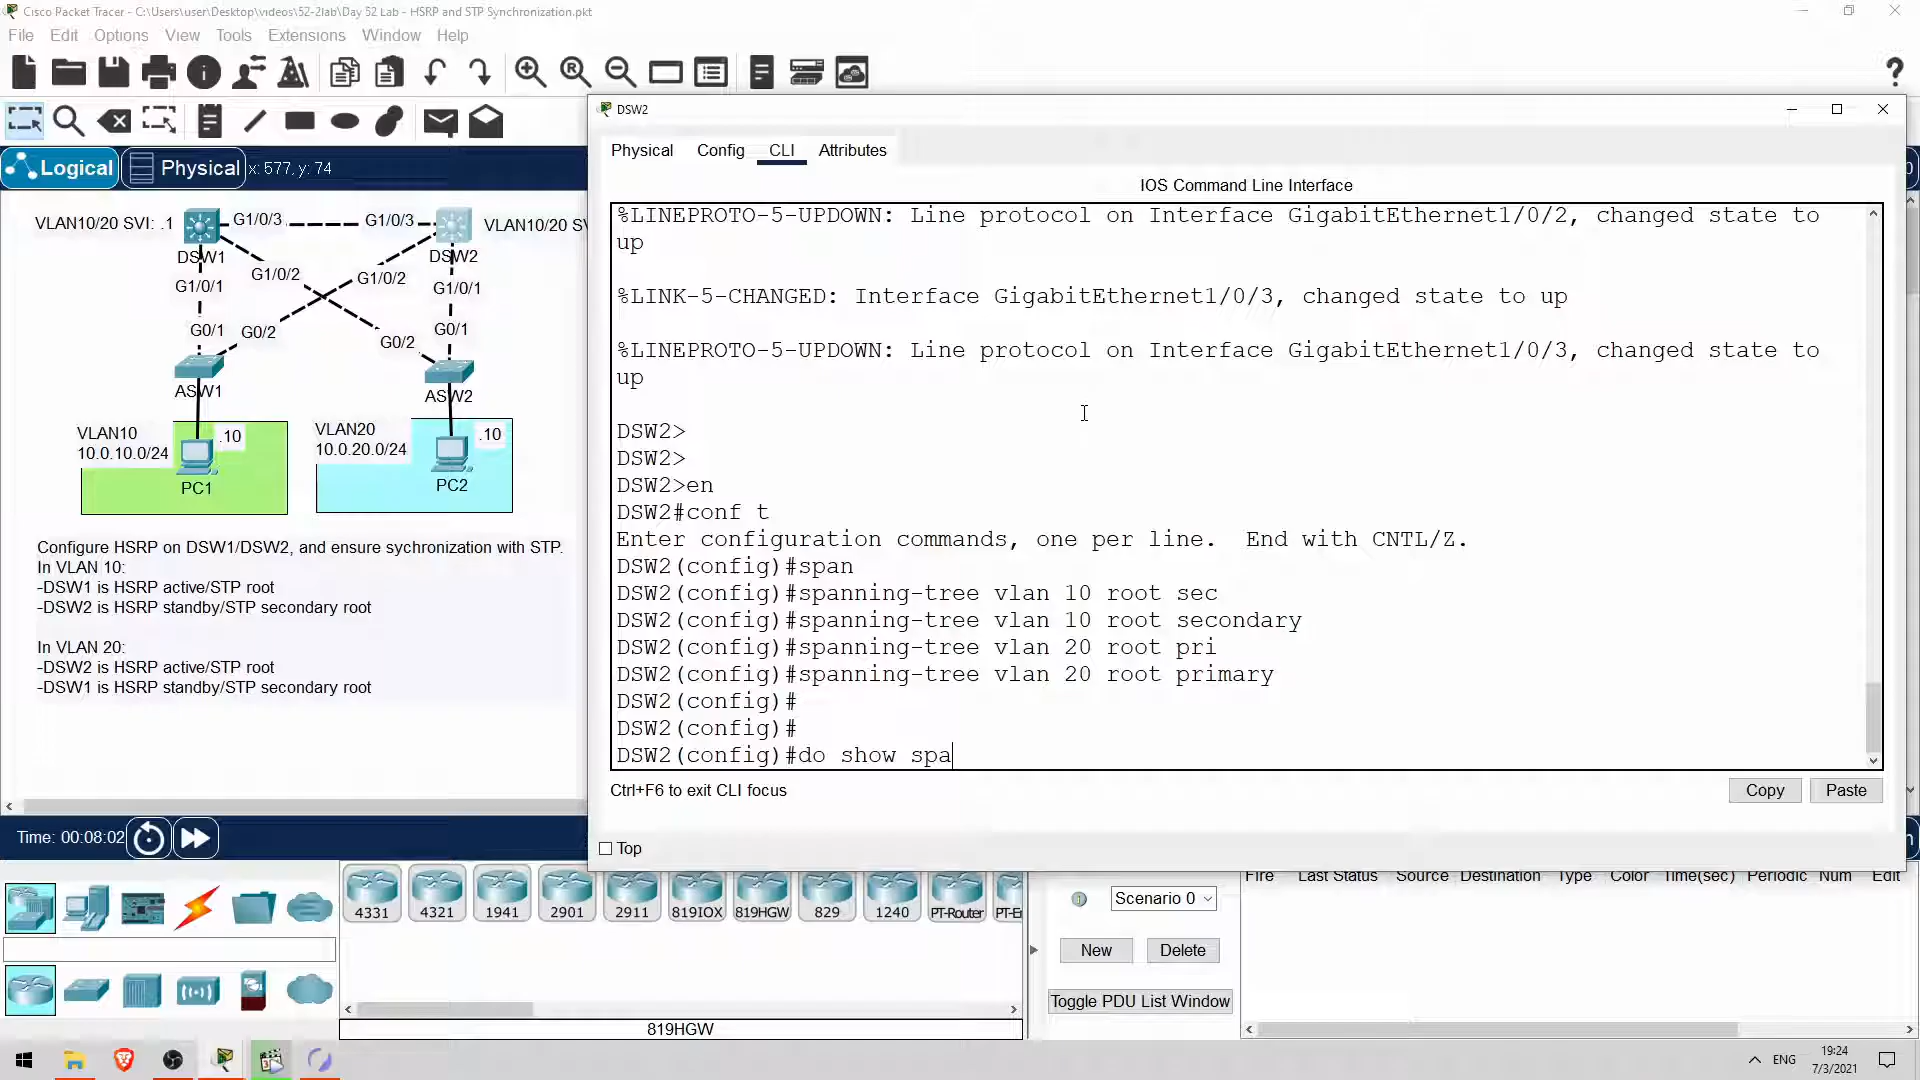 Cisco Packet Tracer - C:\Users\user\Desktop\videos\52-2lab\Day 52 Lab - HSRP and STP Synchronization.pkt
File Edit Options View Tools Extensions Window Help
?
Logical
Physical
x: 577, y: 74
VLAN10/20 SVI: .1
G1/0/3
G1/0/3
VLAN10/20 SV
DSW1
DSW2
G1/0/2
G1/0/2
G1/0/1
G1/0/1
G0/1
G0/2
G0/2
G0/1
ASW1
ASW2
VLAN10
10.0.10.0/24
.10
PC1
VLAN20
10.0.20.0/24
.10
PC2
Configure HSRP on DSW1/DSW2, and ensure sychronization with STP.
In VLAN 10:
-DSW1 is HSRP active/STP root
-DSW2 is HSRP standby/STP secondary root
In VLAN 20:
-DSW2 is HSRP active/STP root
-DSW1 is HSRP standby/STP secondary root
Time: 00:08:02
DSW2
Physical Config CLI Attributes
IOS Command Line Interface
%LINEPROTO-5-UPDOWN: Line protocol on Interface GigabitEthernet1/0/2, changed state to
up
%LINK-5-CHANGED: Interface GigabitEthernet1/0/3, changed state to up
%LINEPROTO-5-UPDOWN: Line protocol on Interface GigabitEthernet1/0/3, changed state to
up
DSW2>
DSW2>
DSW2>en
DSW2#conf t
Enter configuration commands, one per line.  End with CNTL/Z.
DSW2(config)#span
DSW2(config)#spanning-tree vlan 10 root sec
DSW2(config)#spanning-tree vlan 10 root secondary
DSW2(config)#spanning-tree vlan 20 root pri
DSW2(config)#spanning-tree vlan 20 root primary
DSW2(config)#
DSW2(config)#
DSW2(config)#do show spa
Ctrl+F6 to exit CLI focus
Copy
Paste
Top
4331 4321 1941 2901 2911 819IOX 819HGW 829 1240 PT-Router
819HGW
Scenario 0
New
Delete
Toggle PDU List Window
Fire Last Status Source Destination Type Color Time(sec) Periodic Num Edit
ENG
19:24
7/3/2021